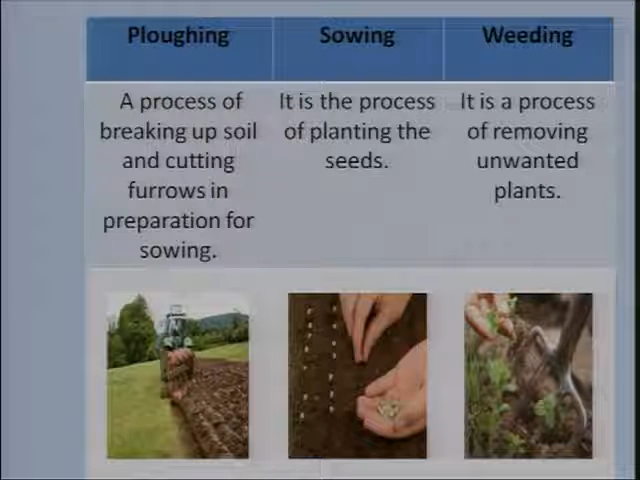 Ploughing
Sowing
Weeding
A process of
breaking up soil
and cutting
furrows in
preparation for
sowing.
It is the process
of planting the
seeds.
It is a process
of removing
unwanted
plants.